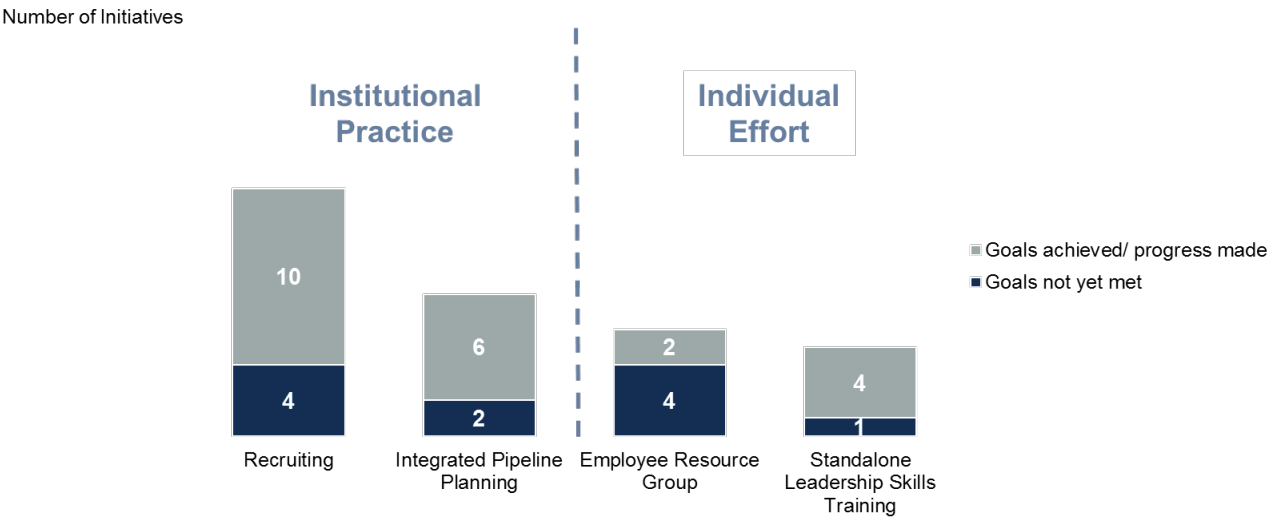 Number of Initiatives
Institutional
Practice
Individual
Effort
10
4
6
2
2
4
4
1
Goals achieved/ progress made
Goals not yet met
Recruiting
Integrated Pipeline
Planning
Employee Resource
Group
Standalone
Leadership Skills
Training